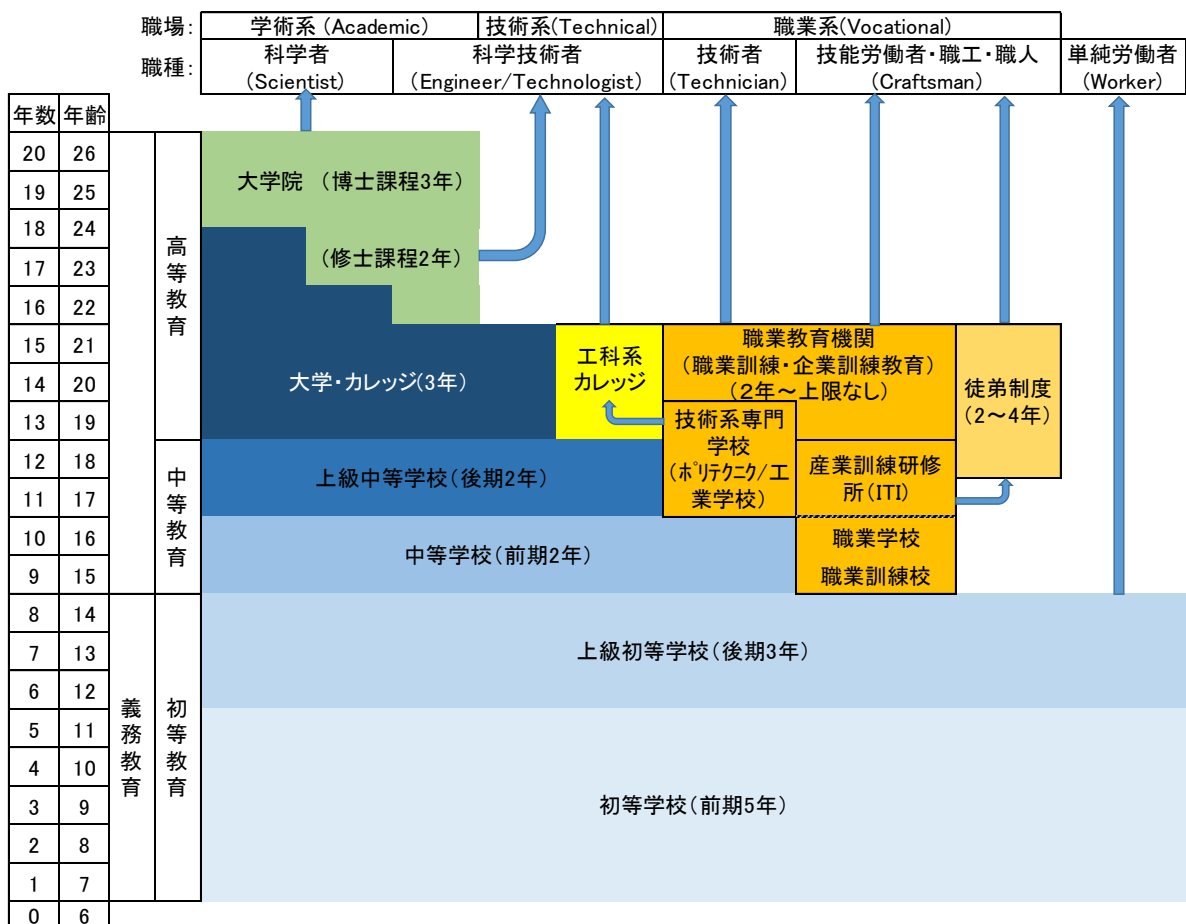 職場: 学術系 (Academic) 技術系(Technical) 職業系(Vocational)
職種: 科学者 科学技術者 技術者 技能労働者・職工・職人 単純労働者
(Scientist) (Engineer/Technologist) (Technician) (Craftsman) (Worker)
年数 年齢
20 26
19 25
18 24
17 23
16 22
15 21
14 20
13 19
12 18
11 17
10 16
9 15
8 14
7 13
6 12
5 11
4 10
3 9
2 8
1 7
0 6
義務教育
高等教育
中等教育
初等教育
大学院 (博士課程3年)
(修士課程2年)
大学・カレッジ(3年)
工科系
カレッジ
職業教育機関
(職業訓練・企業訓練教育)
(2年~上限なし)
徒弟制度
(2~4年)
技術系専門
学校
(ﾎﾟﾘﾃｸﾆｸ/工
業学校)
上級中等学校(後期2年)
産業訓練研修
所(ITI)
中等学校(前期2年)
職業学校
職業訓練校
上級初等学校(後期3年)
初等学校(前期5年)